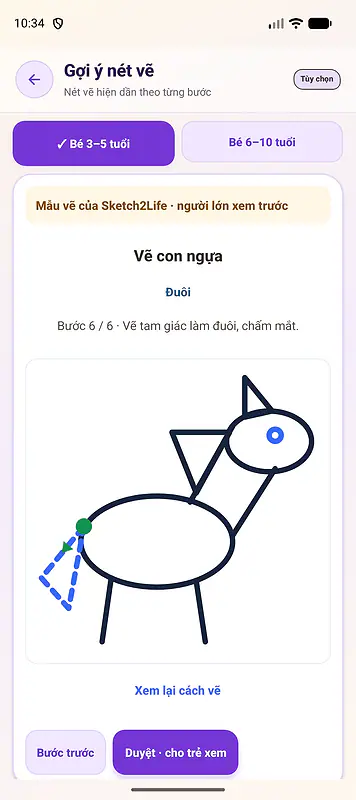 10:34
Gợi ý nét vẽ
Nét vẽ hiện dần theo từng bước
Tùy chọn
✓ Bé 3–5 tuổi
Bé 6–10 tuổi
Mẫu vẽ của Sketch2Life · người lớn xem trước
Vẽ con ngựa
Đuôi
Bước 6 / 6 · Vẽ tam giác làm đuôi, chấm mắt.
Xem lại cách vẽ
Bước trước
Duyệt · cho trẻ xem